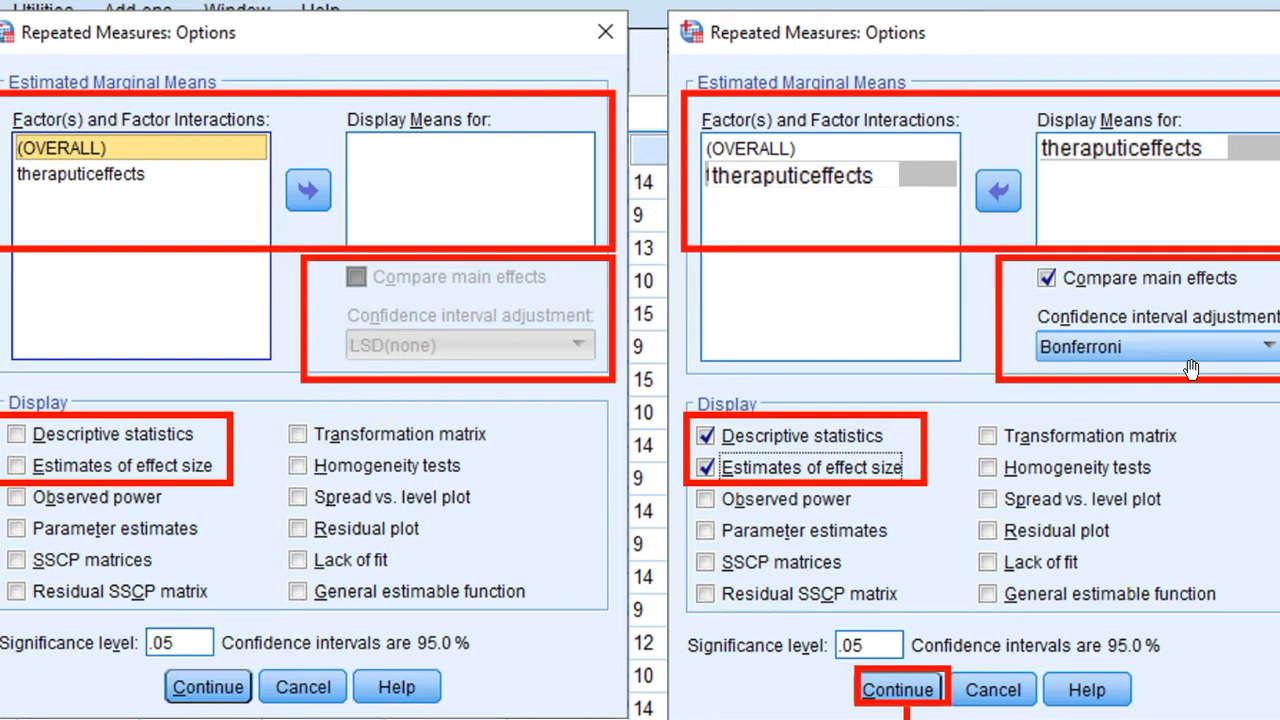 Utilities Add-ons Window Help
Repeated Measures: Options
Estimated Marginal Means
Factor(s) and Factor Interactions:
Display Means for:
(OVERALL)
theraputiceffects
Compare main effects
Confidence interval adjustment:
LSD(none)
Display
Descriptive statistics
Transformation matrix
Estimates of effect size
Homogeneity tests
Observed power
Spread vs. level plot
Parameter estimates
Residual plot
SSCP matrices
Lack of fit
Residual SSCP matrix
General estimable function
Significance level: .05 Confidence intervals are 95.0 %
Continue Cancel Help
14
9
13
10
15
9
15
10
14
9
14
9
14
9
12
10
14
Repeated Measures: Options
Estimated Marginal Means
Factor(s) and Factor Interactions:
Display Means for:
(OVERALL)
theraputiceffects
theraputiceffects
Compare main effects
Confidence interval adjustment
Bonferroni
Display
Descriptive statistics
Transformation matrix
Estimates of effect size
Homogeneity tests
Observed power
Spread vs. level plot
Parameter estimates
Residual plot
SSCP matrices
Lack of fit
Residual SSCP matrix
General estimable function
Significance level: .05 Confidence intervals are 95.0 %
Continue Cancel Help